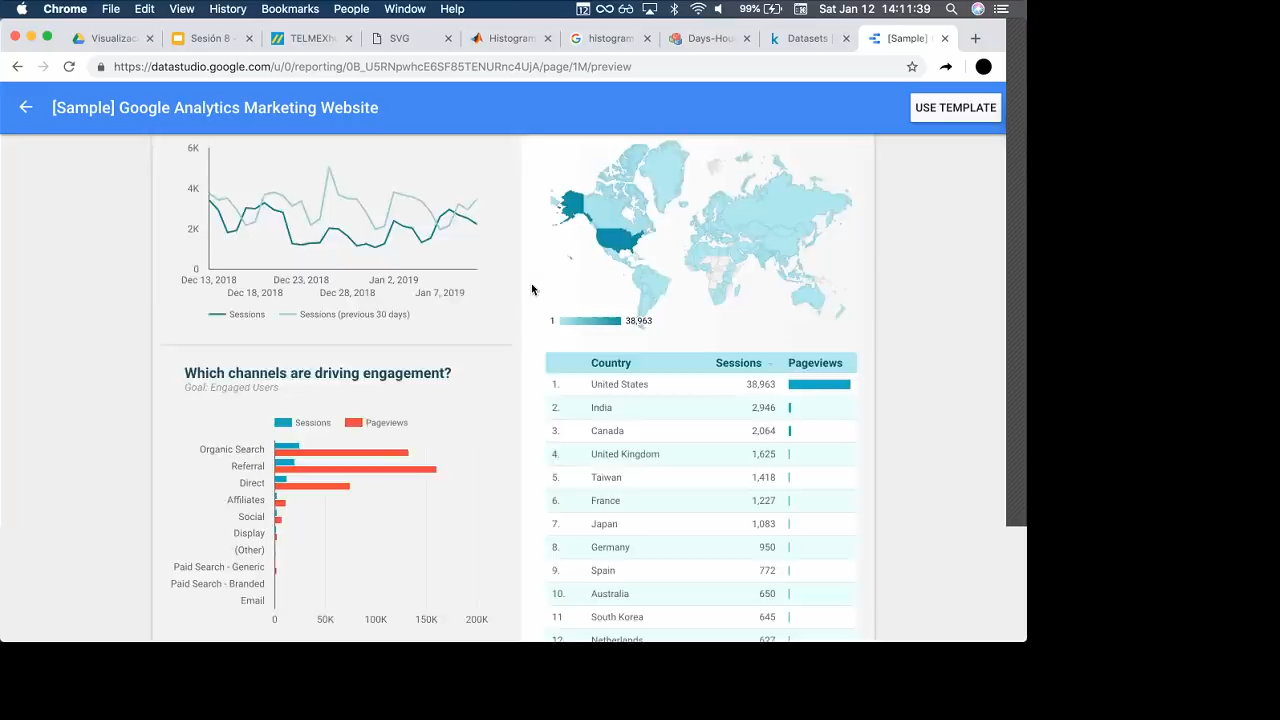 Chrome File Edit View History Bookmarks People Window Help 12 99% Sat Jan 12 14:11:39
Visualizac Sesión 8 - TELMEXhu SVG Histogram histogram Days-Hou Datasets [Sample]
https://datastudio.google.com/u/0/reporting/0B_U5RNpwhcE6SF85TENURnc4UjA/page/1M/preview
[Sample] Google Analytics Marketing Website USE TEMPLATE
6K
4K
2K
0
Dec 13, 2018 Dec 23, 2018 Jan 2, 2019
Dec 18, 2018 Dec 28, 2018 Jan 7, 2019
Sessions Sessions (previous 30 days)
1 38,963
Which channels are driving engagement?
Goal: Engaged Users
Sessions Pageviews
Organic Search
Referral
Direct
Affiliates
Social
Display
(Other)
Paid Search - Generic
Paid Search - Branded
Email
0 50K 100K 150K 200K
Country Sessions Pageviews
1. United States 38,963
2. India 2,946
3. Canada 2,064
4. United Kingdom 1,625
5. Taiwan 1,418
6. France 1,227
7. Japan 1,083
8. Germany 950
9. Spain 772
10. Australia 650
11 South Korea 645
12 Netherlands 627